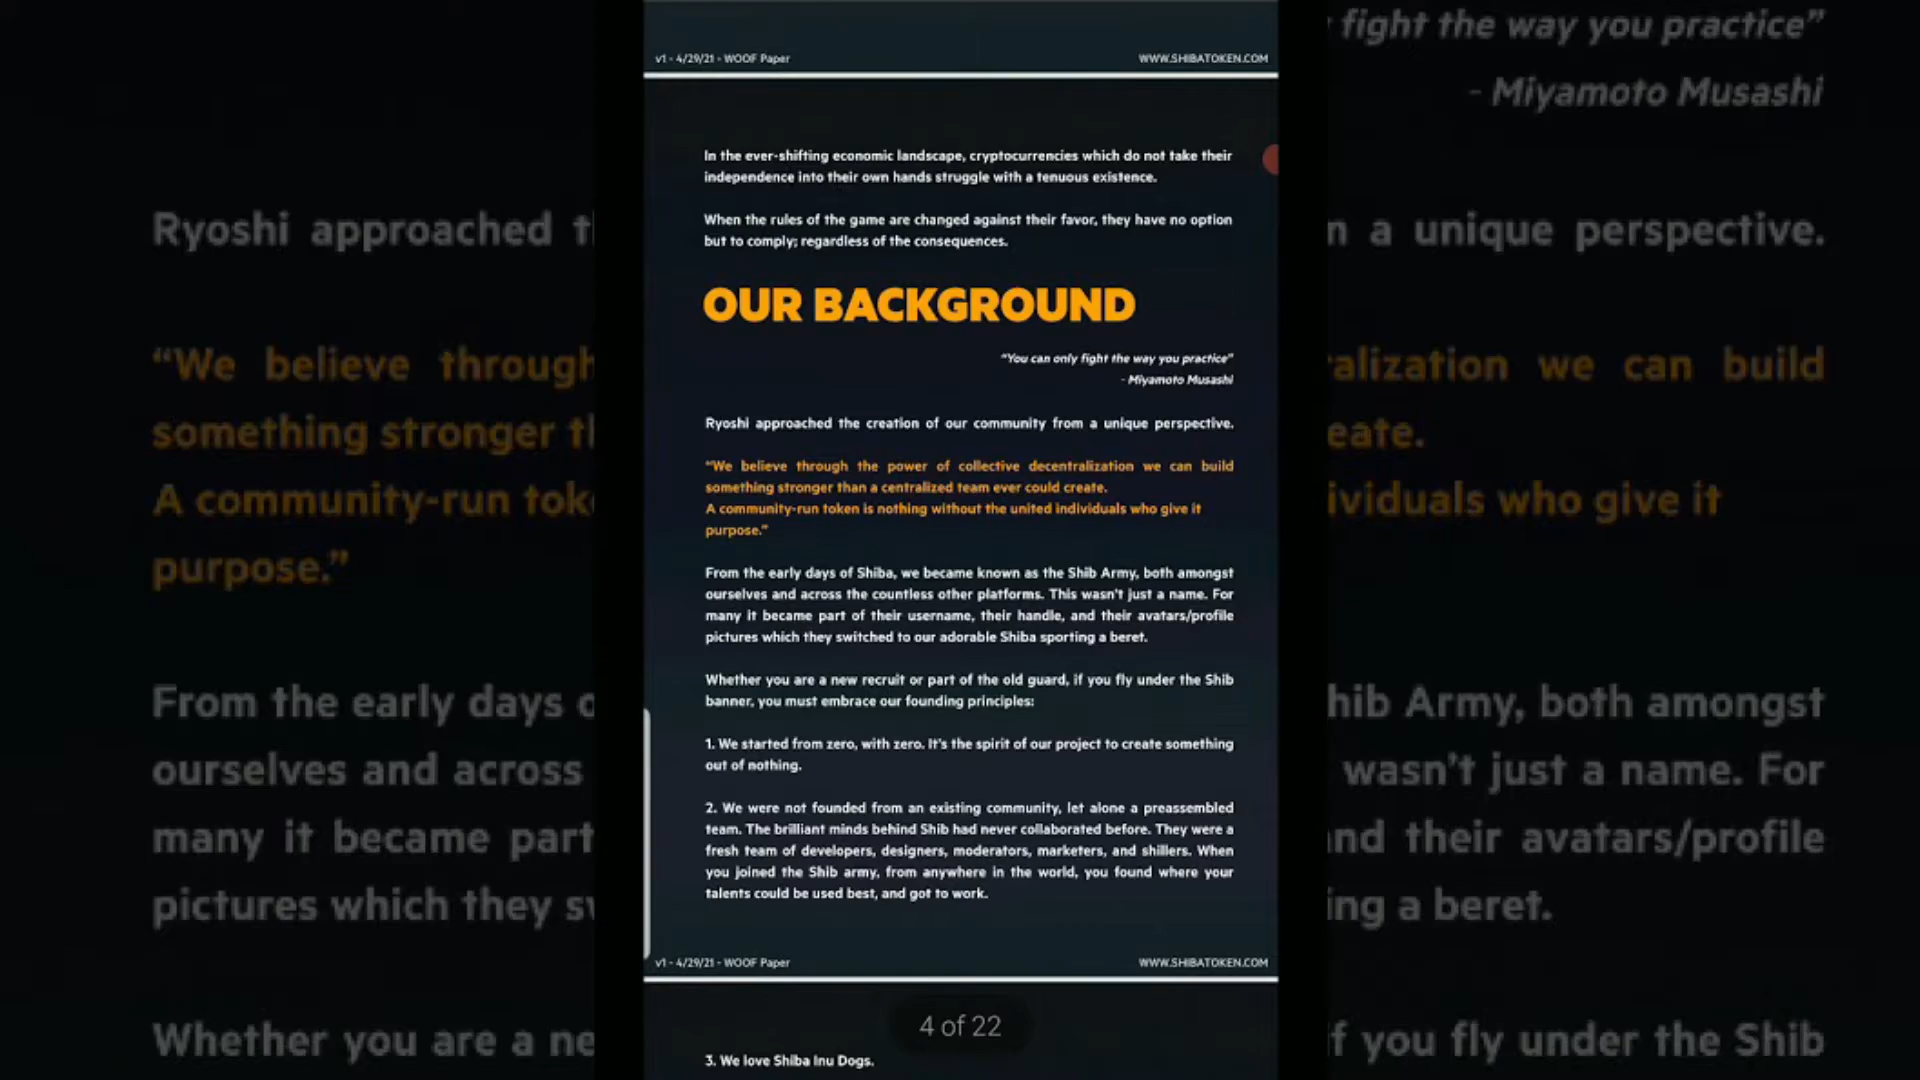 v1 - 4/29/21 - WOOF Paper
WWW.SHIBATOKEN.COM
In the ever-shifting economic landscape, cryptocurrencies which do not take their
independence into their own hands struggle with a tenuous existence.
When the rules of the game are changed against their favor, they have no option
but to comply; regardless of the consequences.
OUR BACKGROUND
“You can only fight the way you practice”
- Miyamoto Musashi
Ryoshi approached the creation of our community from a unique perspective.
“We believe through the power of collective decentralization we can build
something stronger than a centralized team ever could create.
A community-run token is nothing without the united individuals who give it
purpose.”
From the early days of Shiba, we became known as the Shib Army, both amongst
ourselves and across the countless other platforms. This wasn't just a name. For
many it became part of their username, their handle, and their avatars/profile
pictures which they switched to our adorable Shiba sporting a beret.
Whether you are a new recruit or part of the old guard, if you fly under the Shib
banner, you must embrace our founding principles:
1. We started from zero, with zero. It's the spirit of our project to create something
out of nothing.
2. We were not founded from an existing community, let alone a preassembled
team. The brilliant minds behind Shib had never collaborated before. They were a
fresh team of developers, designers, moderators, marketers, and shillers. When
you joined the Shib army, from anywhere in the world, you found where your
talents could be used best, and got to work.
v1 - 4/29/21 - WOOF Paper
WWW.SHIBATOKEN.COM
4 of 22
3. We love Shiba Inu Dogs.
fight the way you practice”
- Miyamoto Musashi
Ryoshi approached
a unique perspective.
“We believe through
we can build
something stronger
A community-run
who give it
purpose.”
From the early days
Army, both amongst
ourselves and across
wasn't just a name. For
many it became part
their avatars/profile
pictures which they
a beret.
Whether you are a
you fly under the Shib